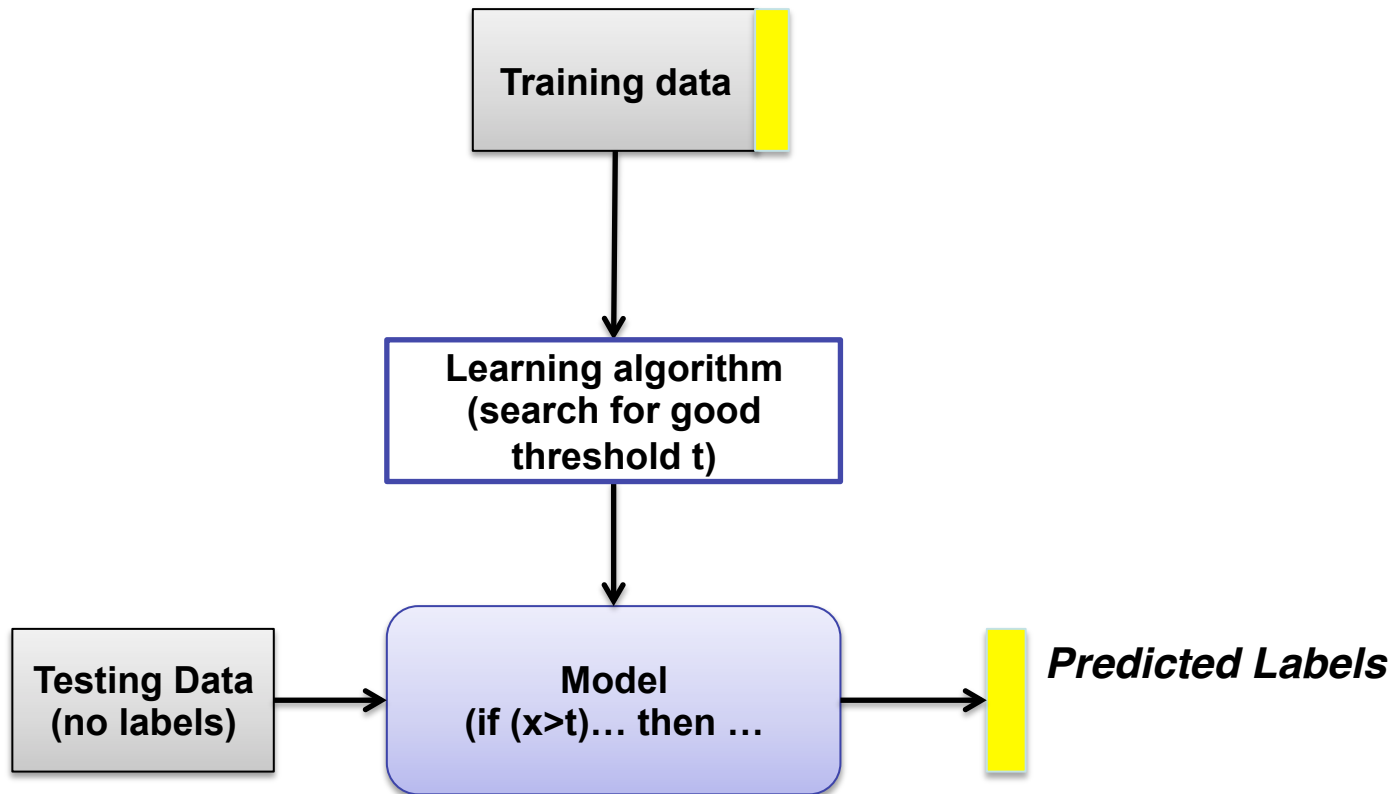 Training data
Learning algorithm
(search for good
threshold t)
Testing Data
(no labels)
Model
(if (x>t)… then …
Predicted Labels